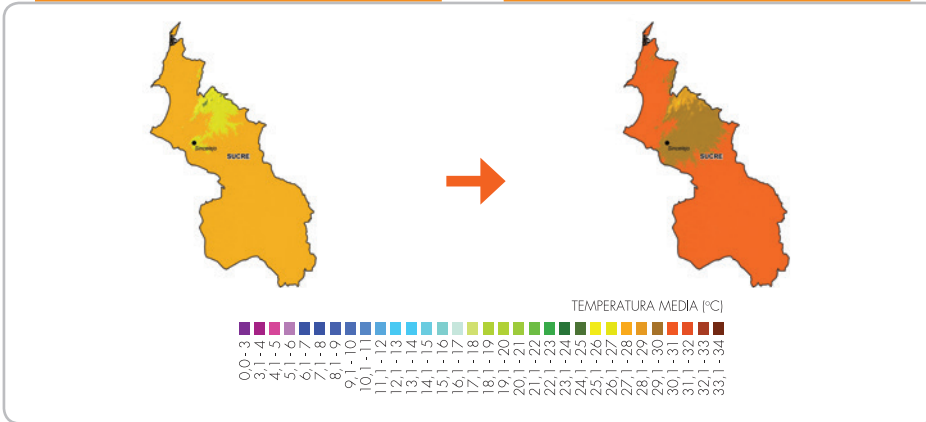 Sincelejo
SUCRE
Sincelejo
SUCRE
TEMPERATURA MEDIA (°C)
0,0 - 3
3,1 - 4
4,1 - 5
5,1 - 6
6,1 - 7
7,1 - 8
8,1 - 9
9,1 - 10
10,1 - 11
11,1 - 12
12,1 - 13
13,1 - 14
14,1 - 15
15,1 - 16
16,1 - 17
17,1 - 18
18,1 - 19
19,1 - 20
20,1 - 21
21,1 - 22
22,1 - 23
23,1 - 24
24,1 - 25
25,1 - 26
26,1 - 27
27,1 - 28
28,1 - 29
29,1 - 30
30,1 - 31
31,1 - 32
32,1 - 33
33,1 - 34